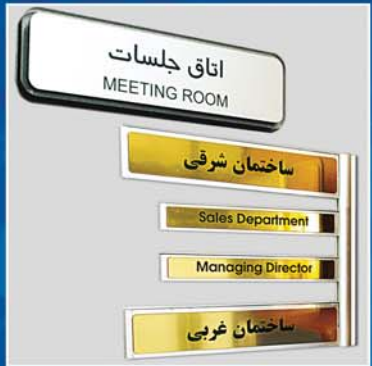 اتاق جلسات
MEETING ROOM
ساختمان شرقی
Sales Department
Managing Director
ساختمان غربی